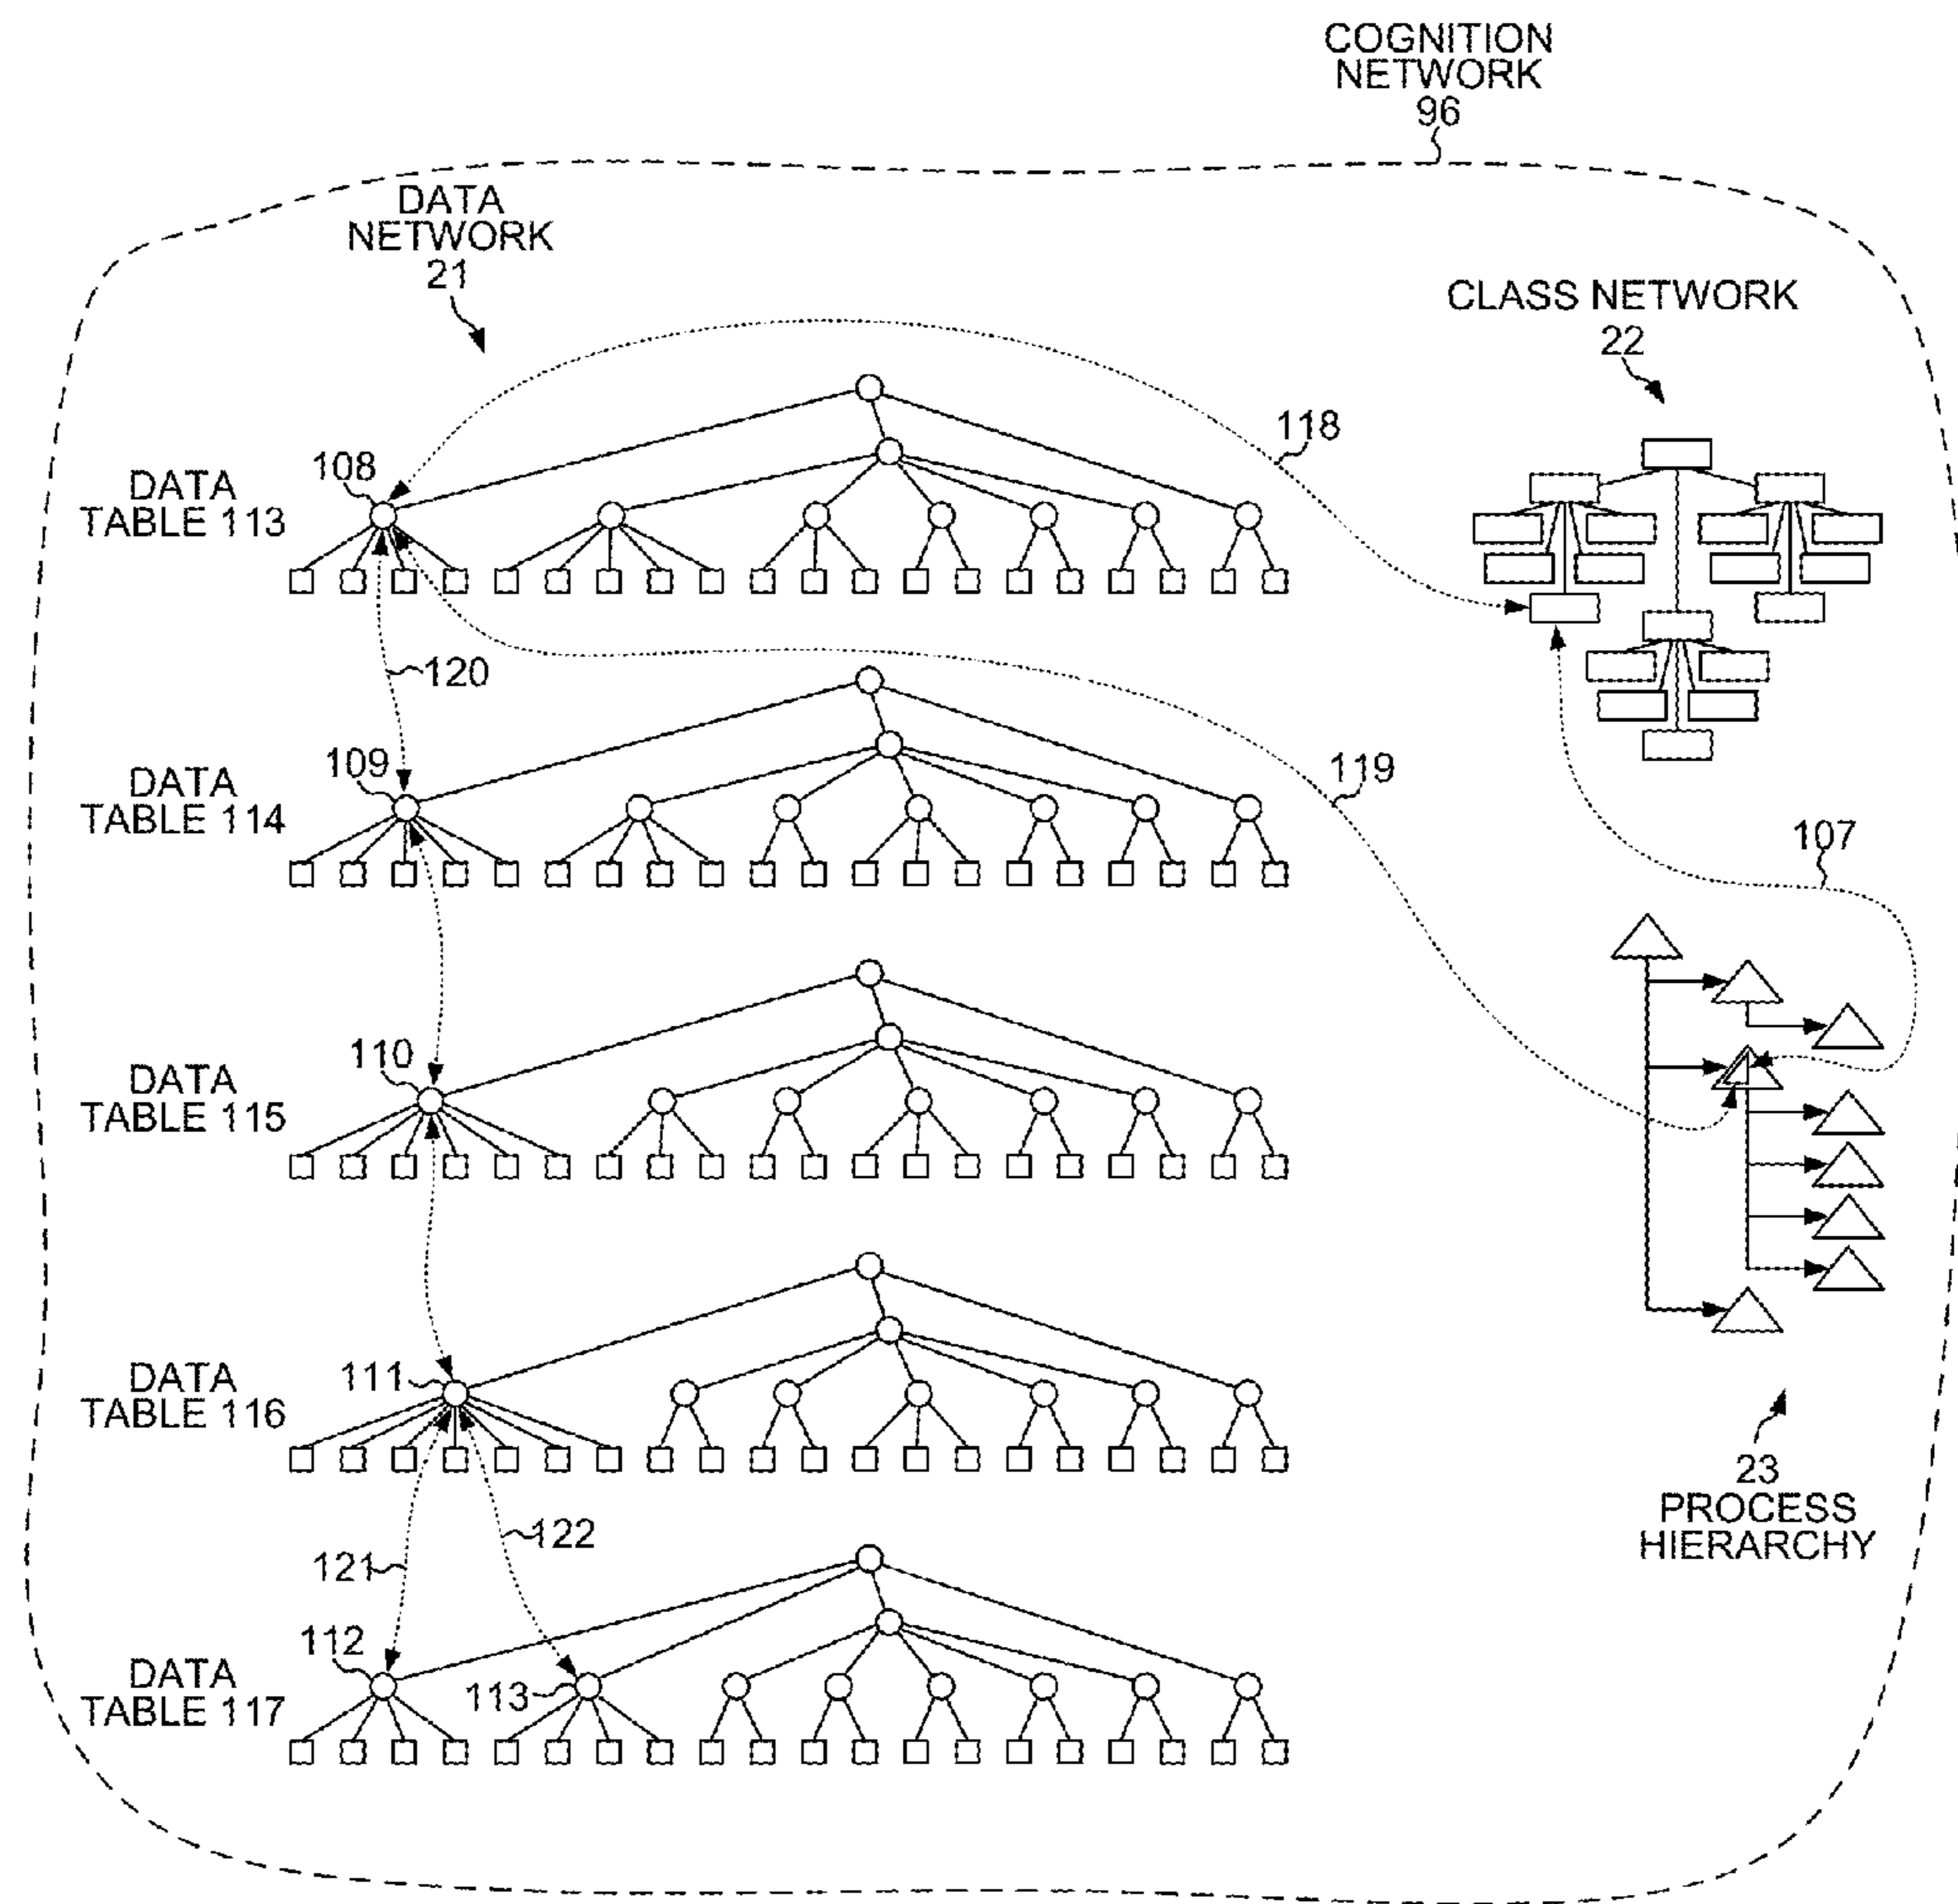 COGNITION
NETWORK
96
DATA
NETWORK
21
CLASS NETWORK
22
118
108
DATA
TABLE 113
120
109
DATA
TABLE 114
119
107
110
DATA
TABLE 115
111
DATA
TABLE 116
23
PROCESS
HIERARCHY
122
121
112
113
DATA
TABLE 117